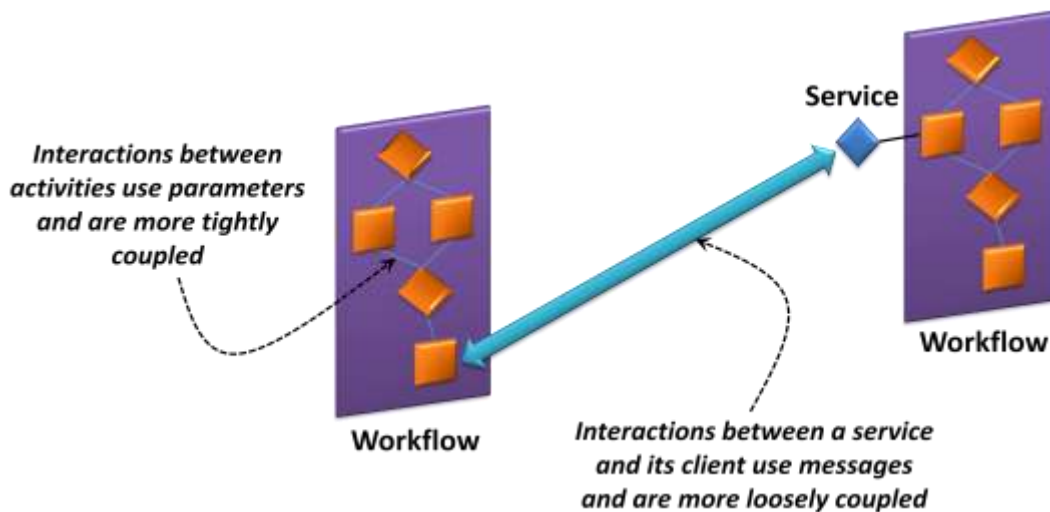 Service
Interactions between
activities use parameters
and are more tightly
coupled
Workflow
Workflow
Interactions between a service
and its client use messages
and are more loosely coupled